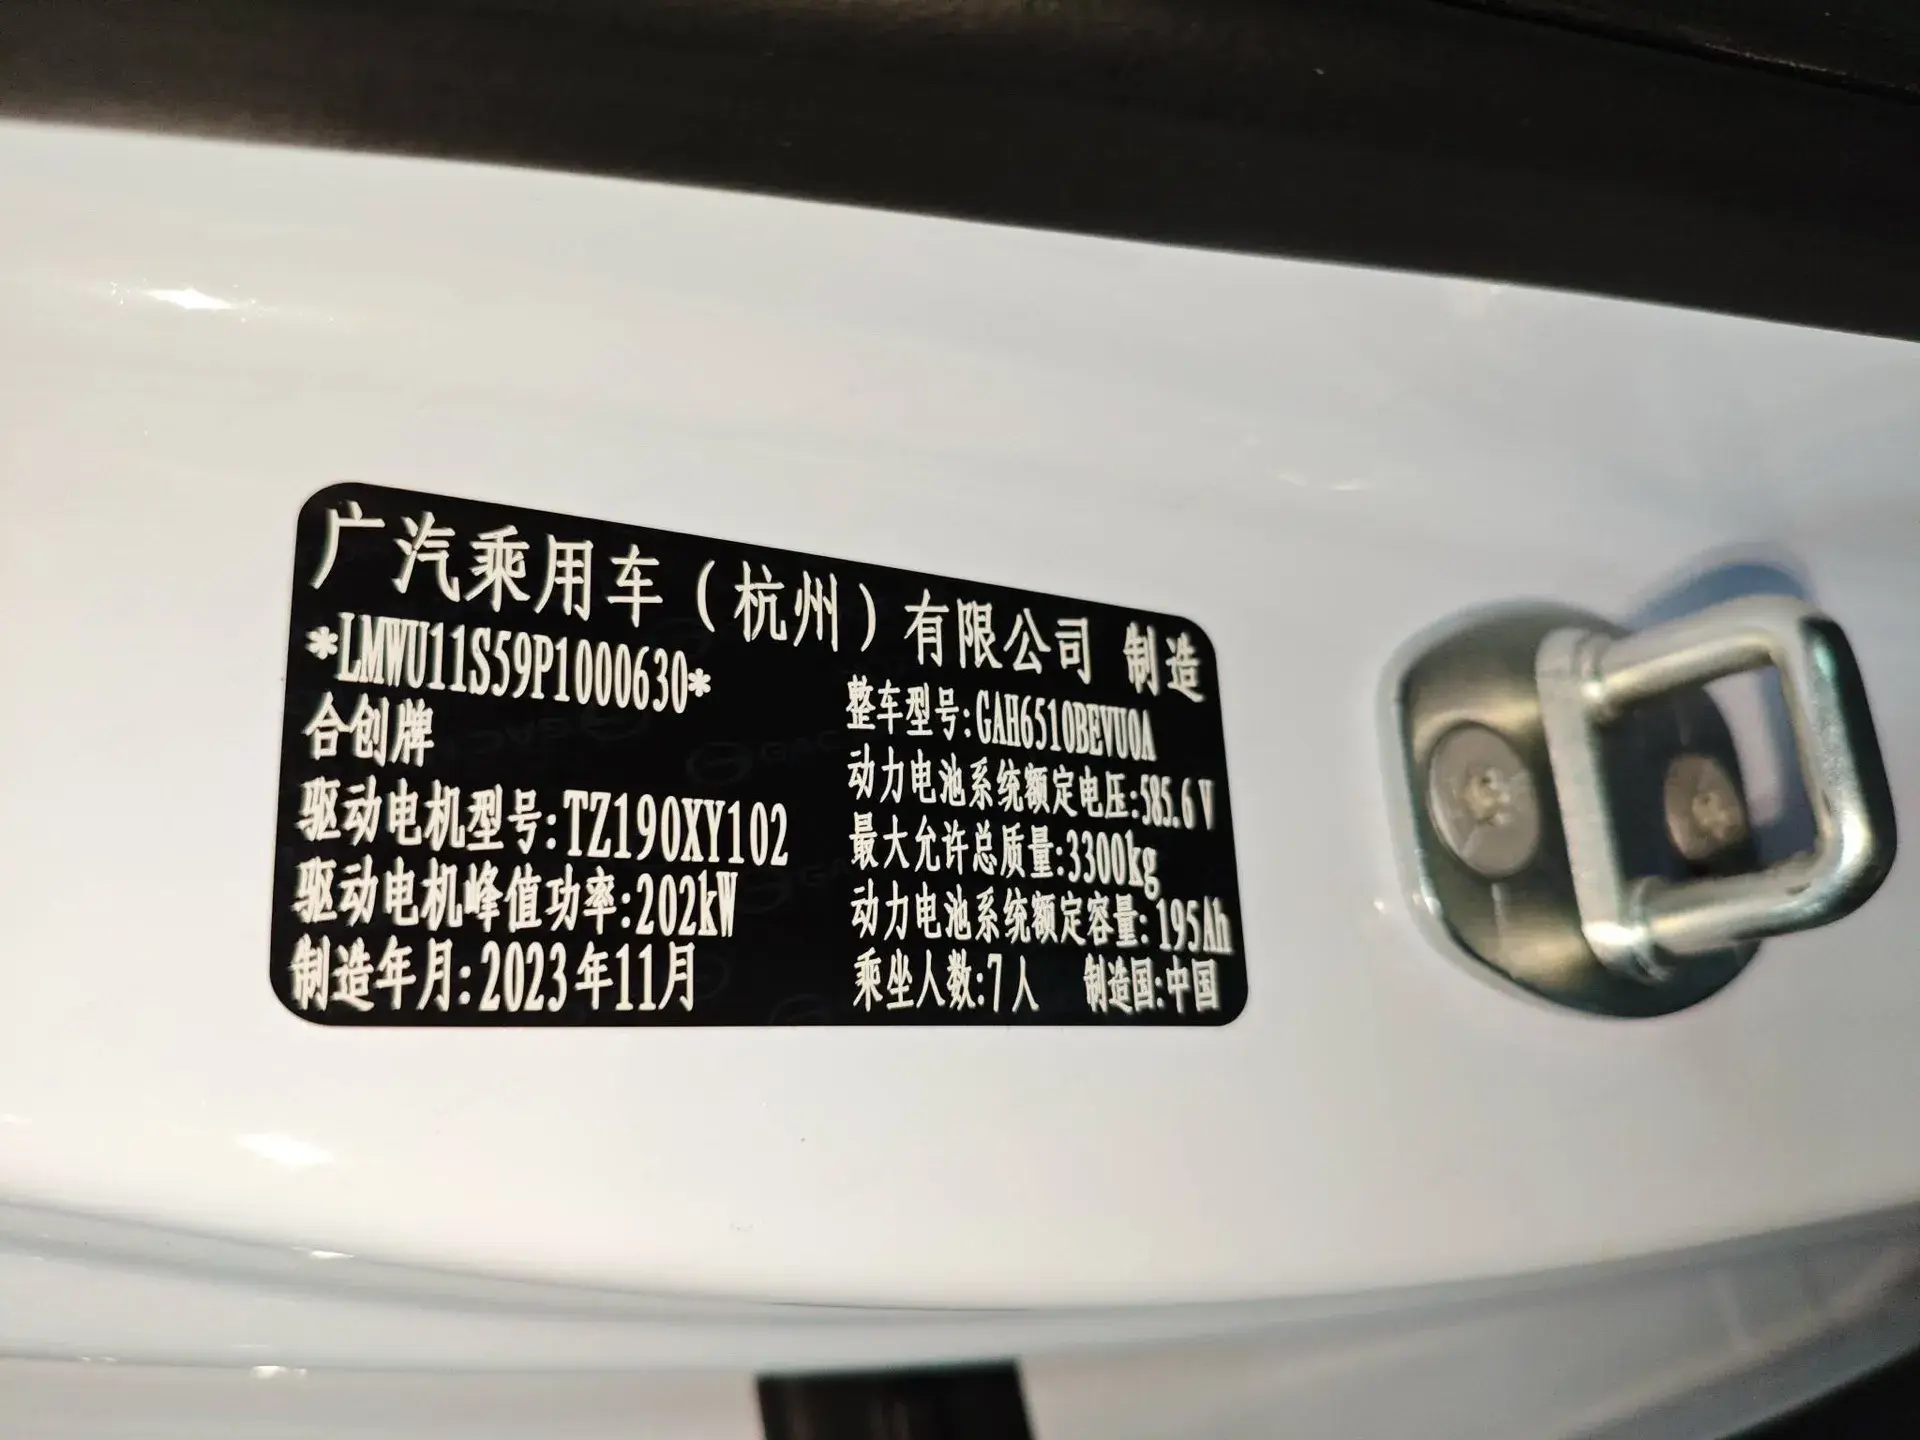 广汽乘用车（杭州）有限公司 制造
*LMWU11S59P1000630*
合创牌
驱动电机型号:TZ190XY102
驱动电机峰值功率:202kW
制造年月:2023年11月
整车型号:GAH6510BEVU0A
动力电池系统额定电压:585.6V
最大允许总质量:3300kg
动力电池系统额定容量:195Ah
乘坐人数:7人 制造国:中国